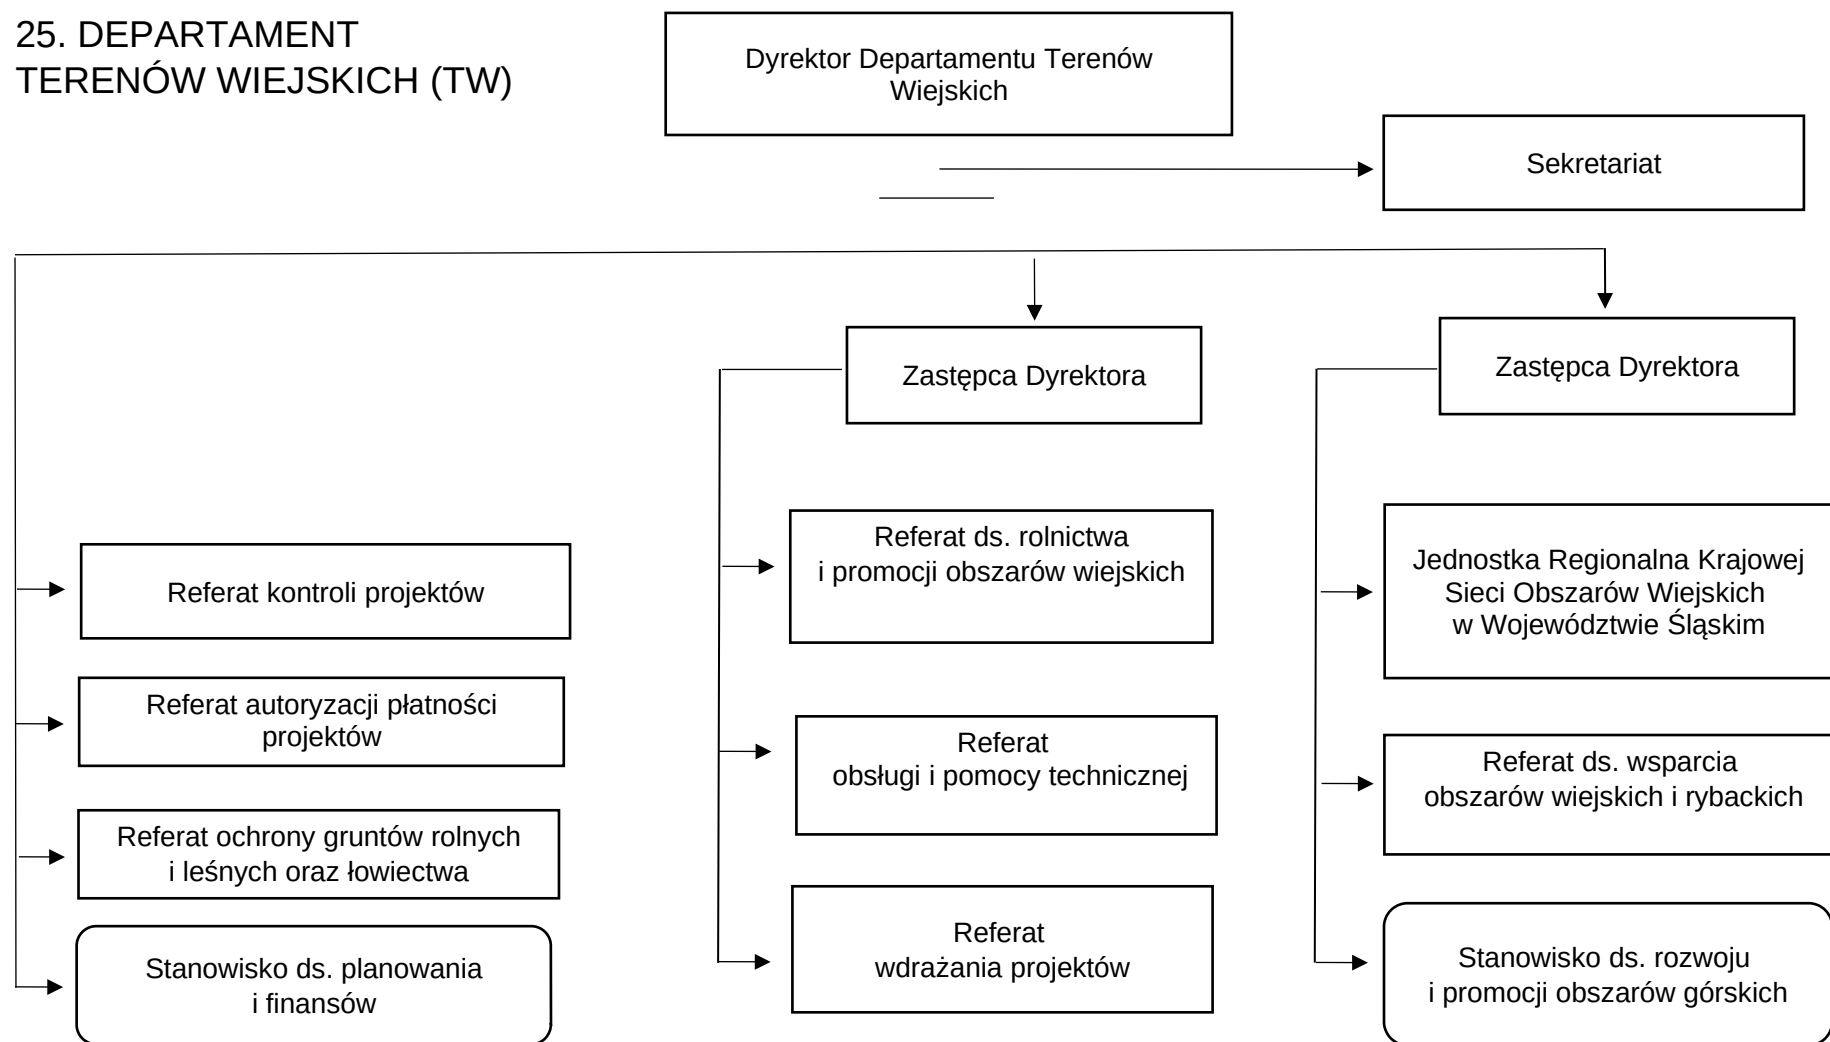 25. DEPARTAMENT
TERENÓW WIEJSKICH (TW)
Dyrektor Departamentu Terenów
Wiejskich
Sekretariat
Zastępca Dyrektora
Zastępca Dyrektora
Referat kontroli projektów
Referat autoryzacji płatności
projektów
Referat ochrony gruntów rolnych
i leśnych oraz łowiectwa
Stanowisko ds. planowania
i finansów
Referat ds. rolnictwa
i promocji obszarów wiejskich
Referat
obsługi i pomocy technicznej
Referat
wdrażania projektów
Jednostka Regionalna Krajowej
Sieci Obszarów Wiejskich
w Województwie Śląskim
Referat ds. wsparcia
obszarów wiejskich i rybackich
Stanowisko ds. rozwoju
i promocji obszarów górskich